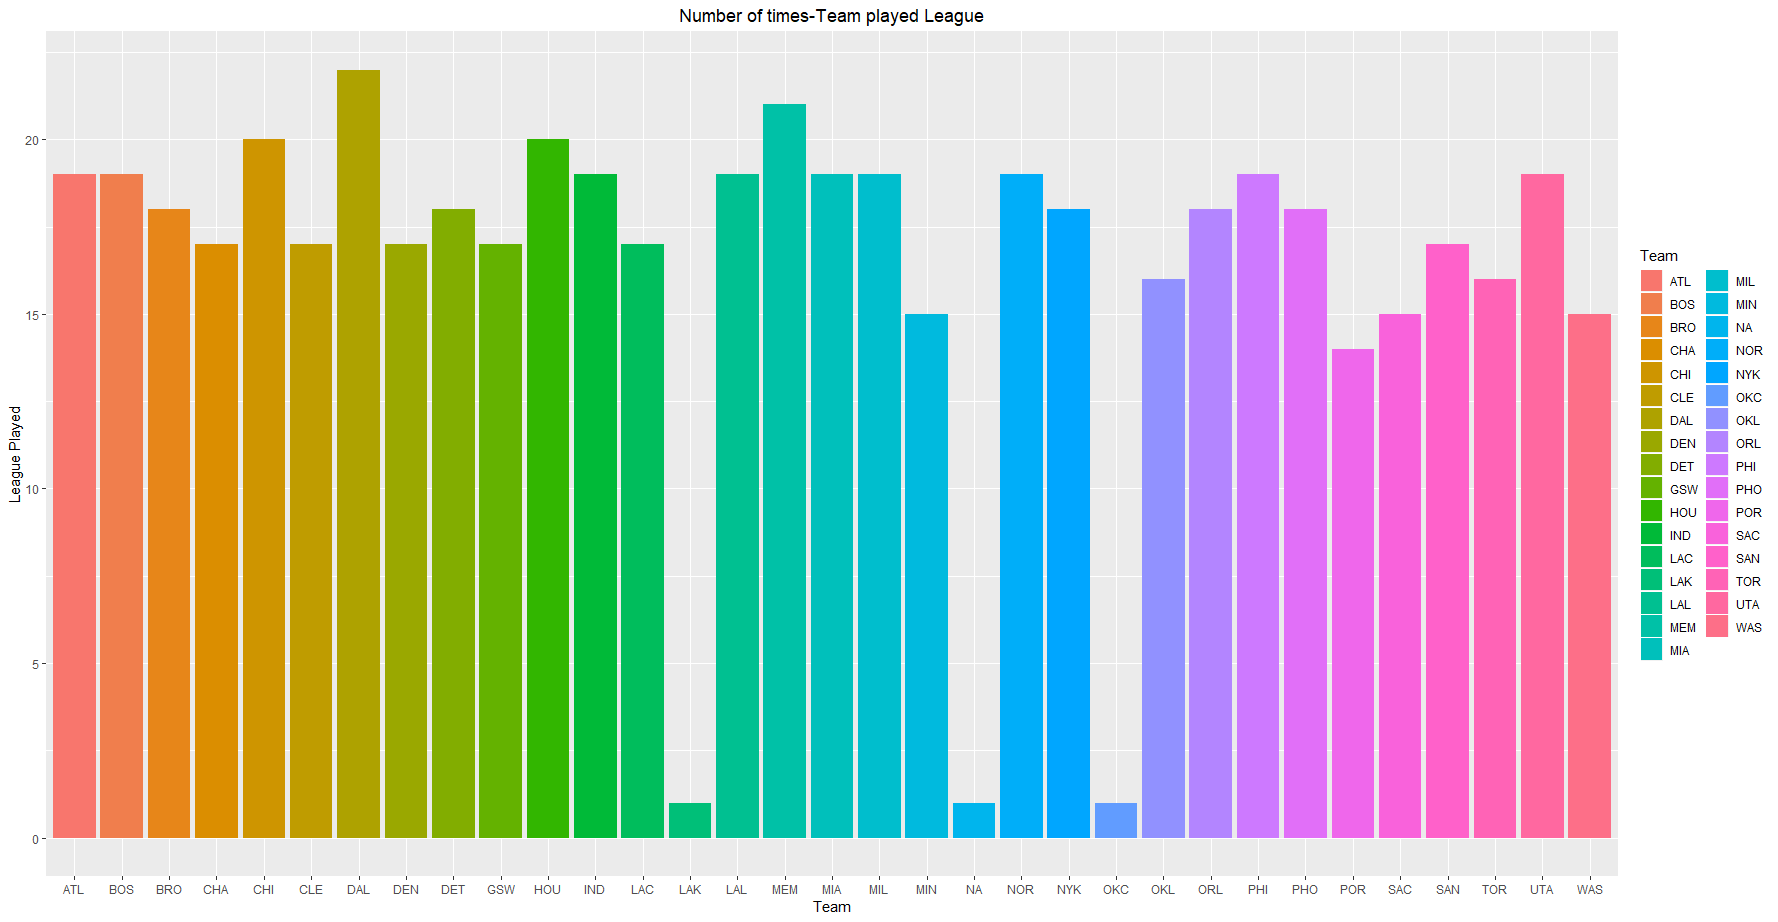 Number of times-Team played League
League Played
20
15
10
5
0
ATL BOS BRO CHA CHI CLE DAL DEN DET GSW HOU IND LAC LAK LAL MEM MIA MIL MIN NA NOR NYK OKC OKL ORL PHI PHO POR SAC SAN TOR UTA WAS
Team
Team
ATL MIL
BOS MIN
BRO NA
CHA NOR
CHI NYK
CLE OKC
DAL OKL
DEN ORL
DET PHI
GSW PHO
HOU POR
IND SAC
LAC SAN
LAK TOR
LAL UTA
MEM WAS
MIA